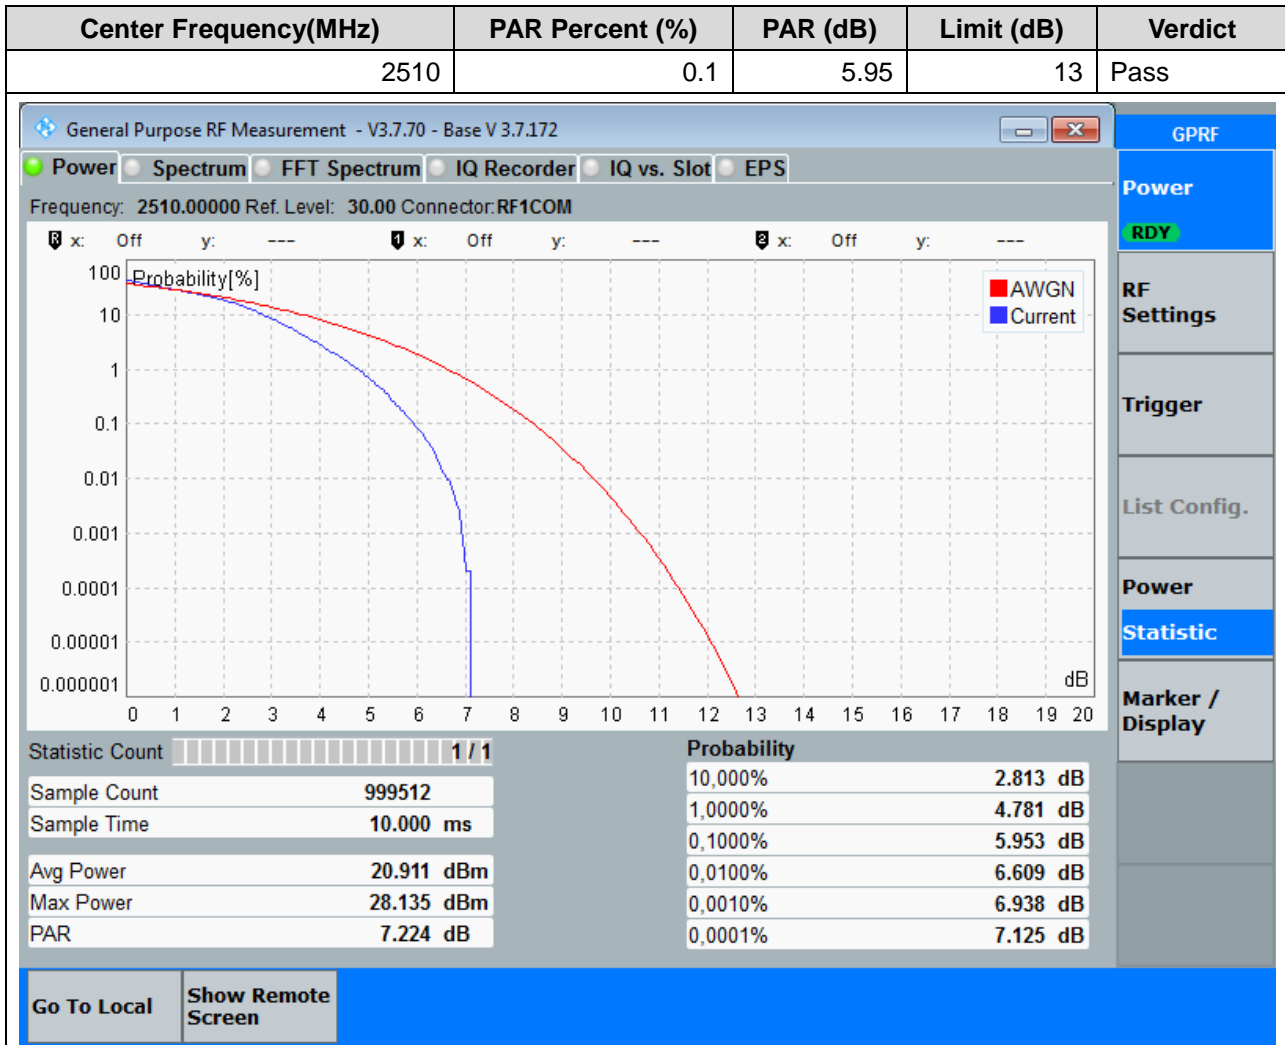 Center Frequency(MHz) PAR Percent (%) PAR (dB) Limit (dB) Verdict
2510 0.1 5.95 13 Pass
General Purpose RF Measurement - V3.7.70 - Base V 3.7.172
GPRF
Power Spectrum FFT Spectrum IQ Recorder IQ vs. Slot EPS
Power
RDY
Frequency: 2510.00000 Ref. Level: 30.00 Connector: RF1COM
R x: Off y: --- 1 x: Off y: --- 2 x: Off y: ---
Probability[%]
100
10
1
0.1
0.01
0.001
0.0001
0.00001
0.000001
AWGN
Current
dB
0 1 2 3 4 5 6 7 8 9 10 11 12 13 14 15 16 17 18 19 20
RF
Settings
Trigger
List Config.
Power
Statistic
Marker /
Display
Statistic Count 1 / 1
Sample Count 999512
Sample Time 10.000 ms
Avg Power 20.911 dBm
Max Power 28.135 dBm
PAR 7.224 dB
Probability
10,000% 2.813 dB
1,0000% 4.781 dB
0,1000% 5.953 dB
0,0100% 6.609 dB
0,0010% 6.938 dB
0,0001% 7.125 dB
Go To Local
Show Remote
Screen